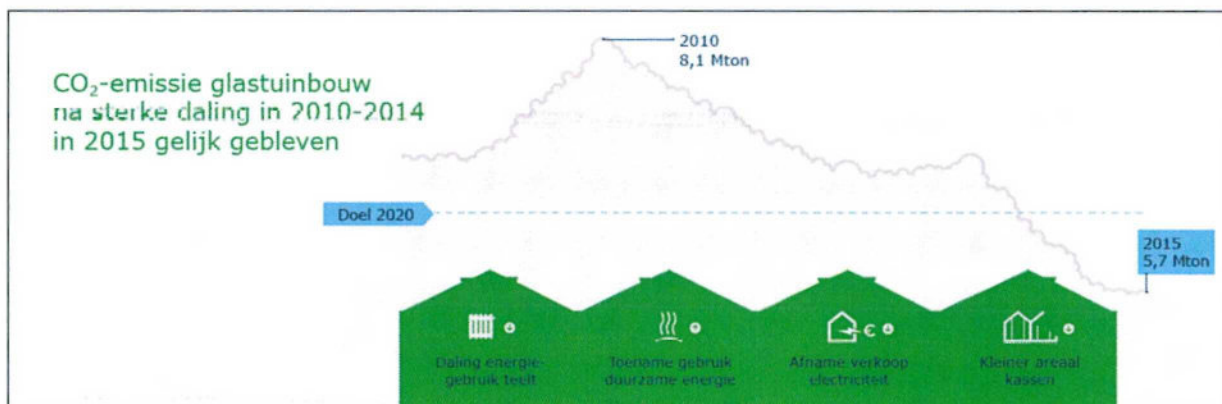 2010
8,1 Mton
CO₂-emissie glastuinbouw
na sterke daling in 2010-2014
in 2015 gelijk gebleven
Doel 2020
2015
5,7 Mton
€
Daling energie-
gebruik teelt
Toename gebruik
duurzame energie
Afname verkoop
electriciteit
Kleiner areaal
kassen